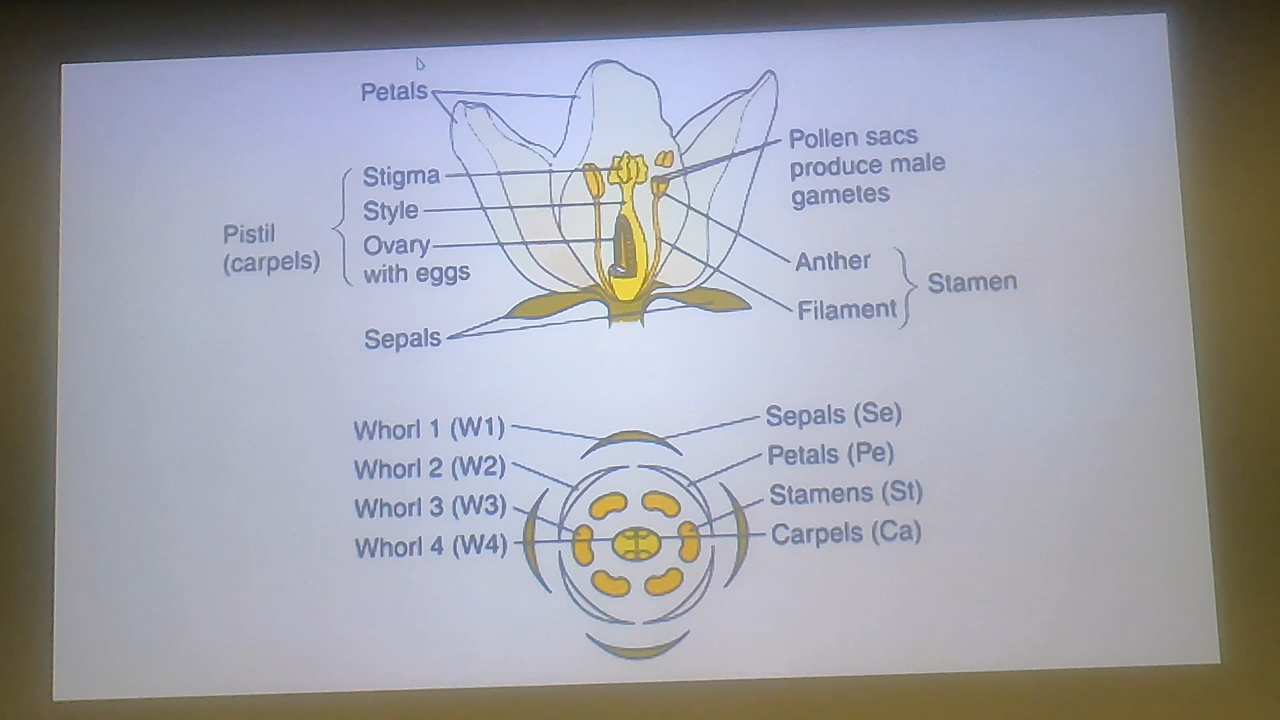 Petals
Stigma
Style
Ovary
with eggs
Pistil
(carpels)
Sepals
Pollen sacs
produce male
gametes
Anther
Filament
Stamen
Whorl 1 (W1)
Whorl 2 (W2)
Whorl 3 (W3)
Whorl 4 (W4)
Sepals (Se)
Petals (Pe)
Stamens (St)
Carpels (Ca)